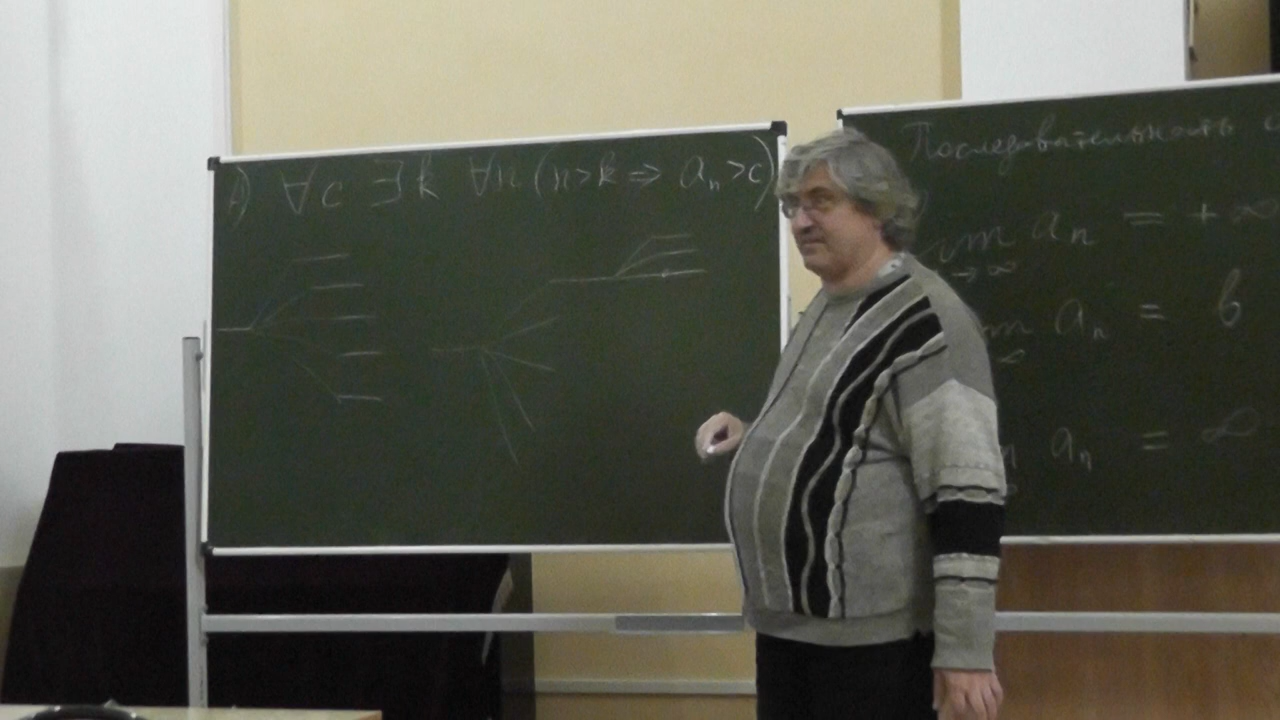 A) ∀c ∃k ∀n (n>k ⇒ aₙ>c)
Последовательность
aₙ = +∞
aₙ = b
aₙ = ∞